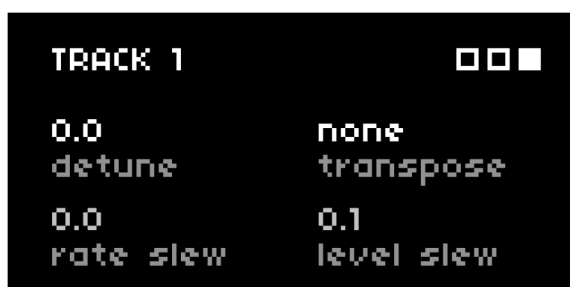 TRACK 1
0.0 none
detune transpose
0.0 0.1
rate slew level slew